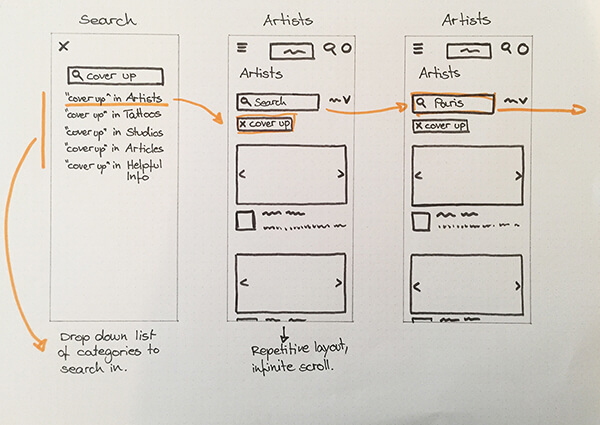 Search
X
cover up
"cover up" in Artists
"cover up" in Tattoos
"cover up" in Studios
"cover up" in Articles
"cover up" in Helpful
Info
Drop down list
of categories to
search in.
Artists
Artists
Search
x cover up
Repetitive layout,
infinite scroll.
Artists
Artists
Paris
x cover up